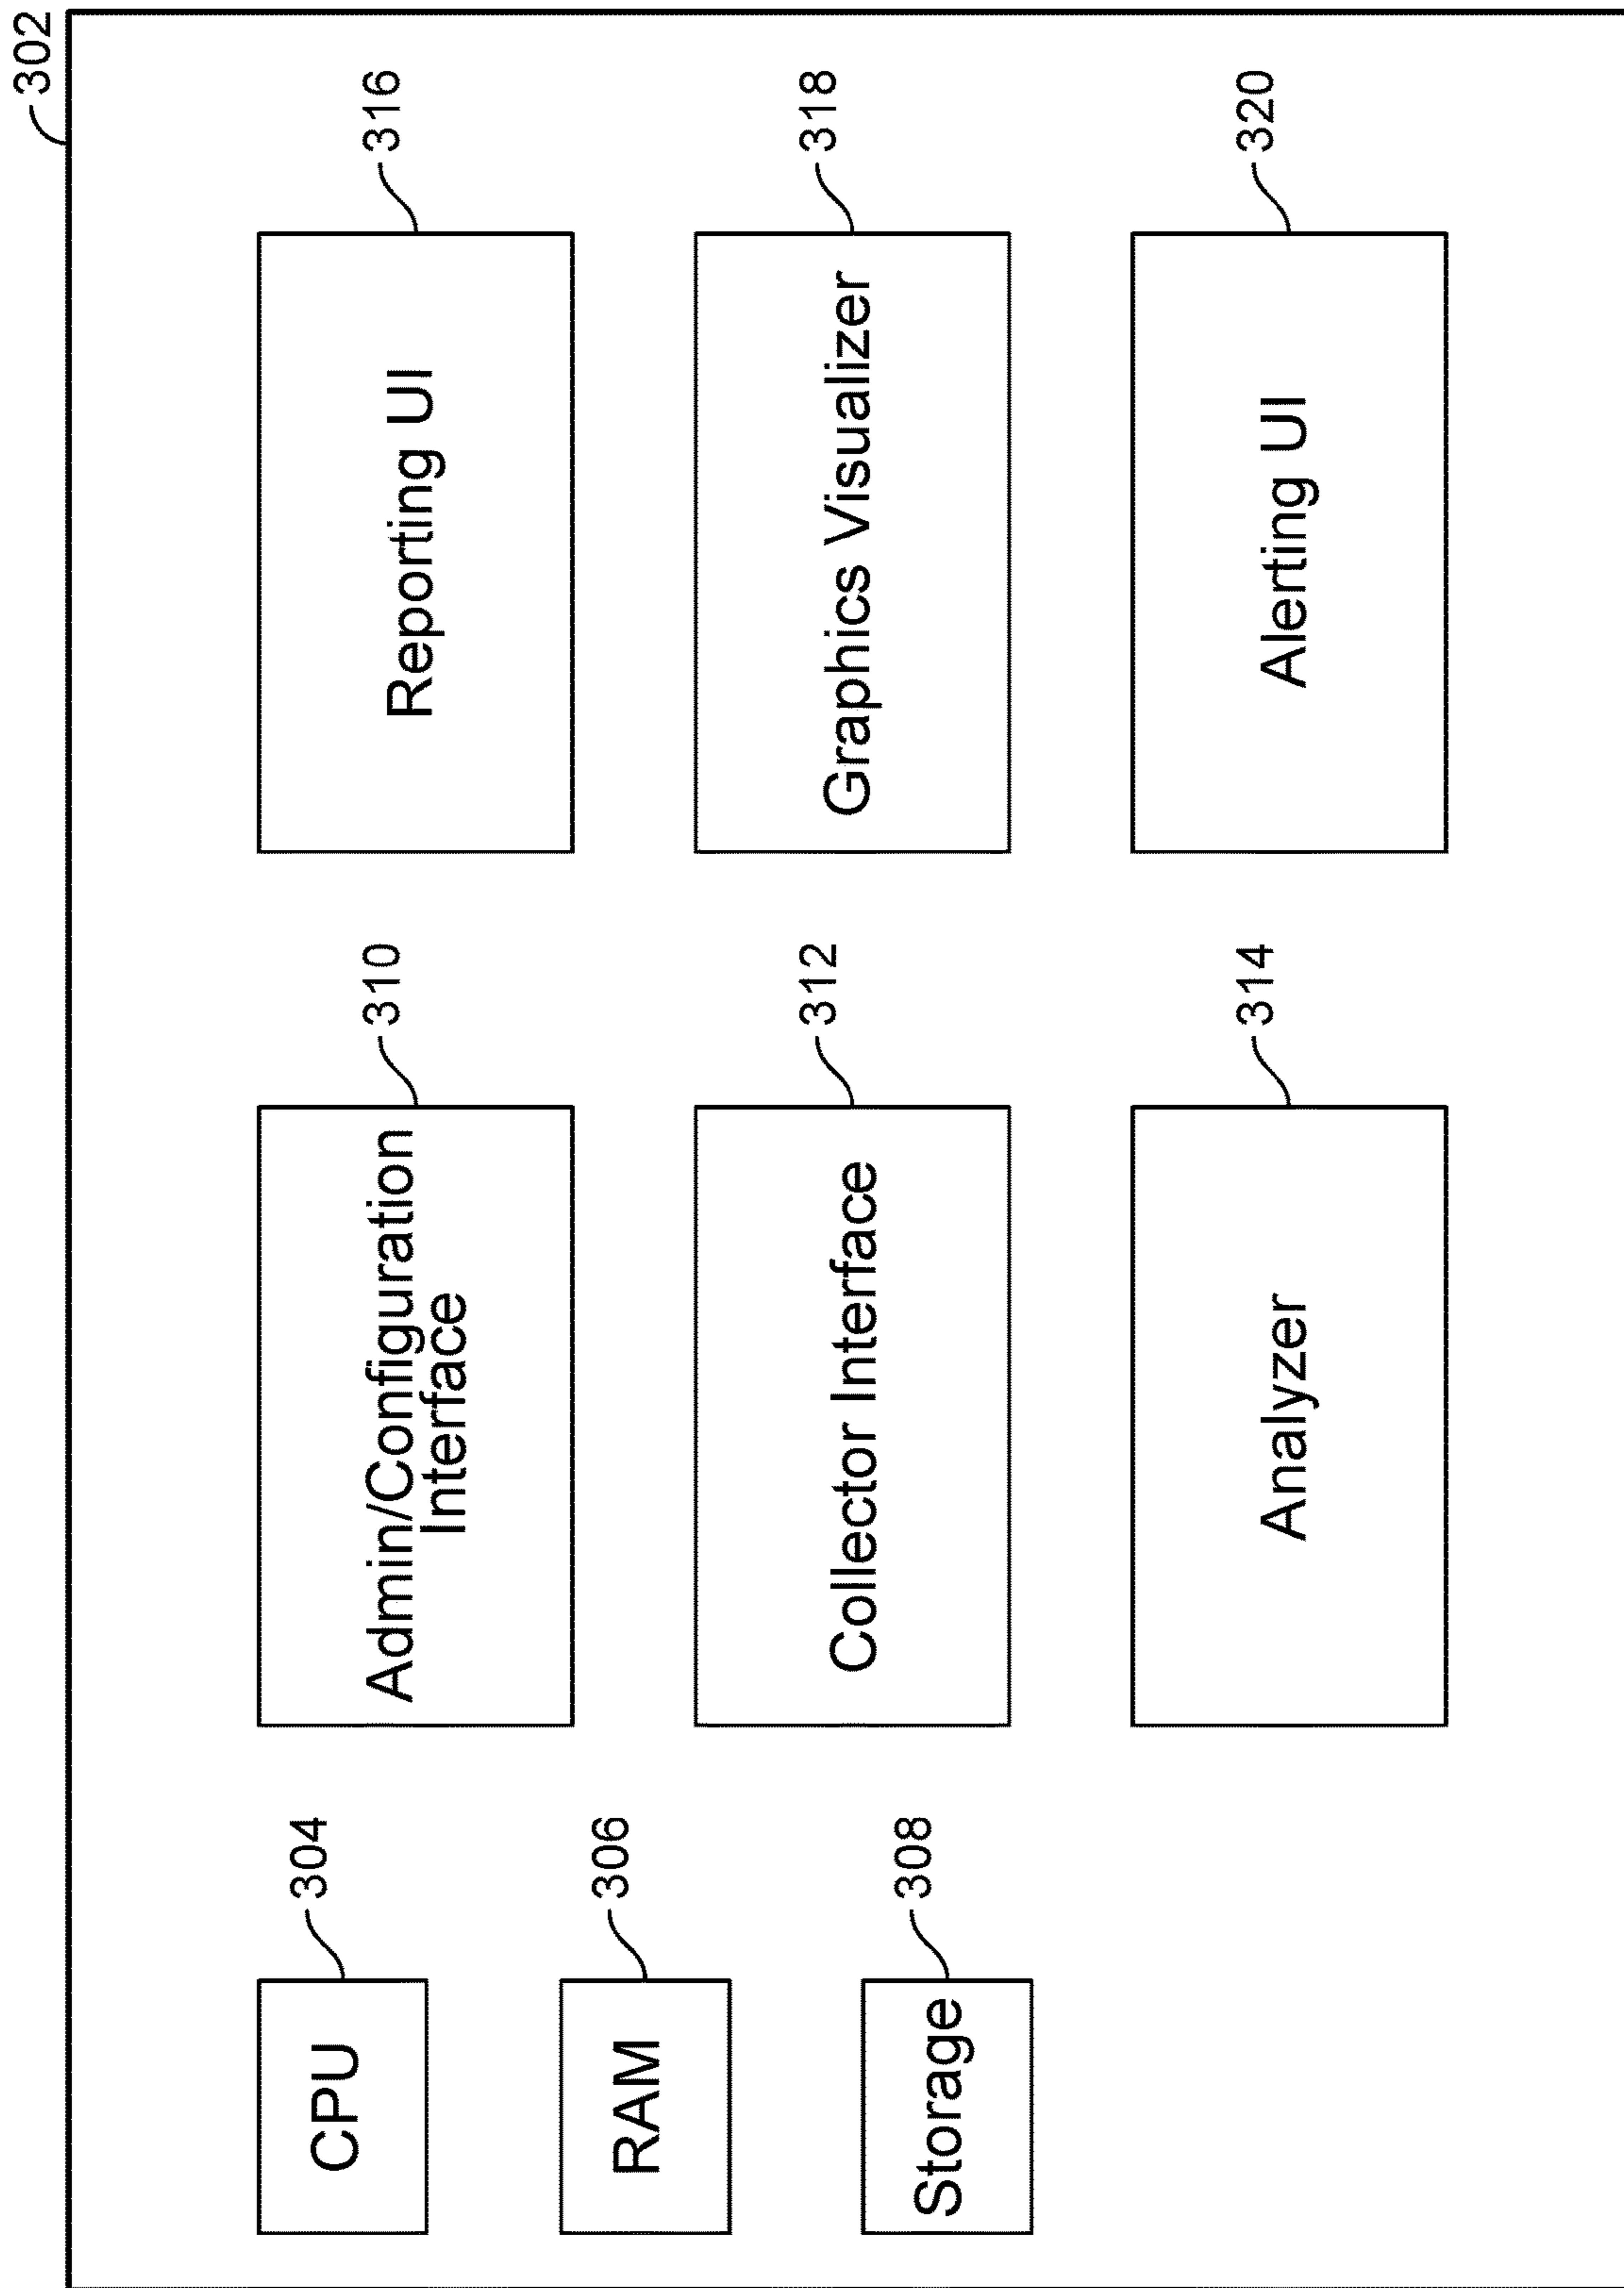 302
CPU
304
RAM
306
Storage
308
Admin/Configuration
Interface
310
Collector Interface
312
Analyzer
314
Reporting UI
316
Graphics Visualizer
318
Alerting UI
320